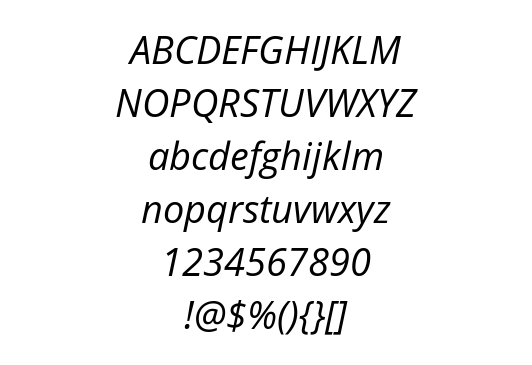 ABCDEFGHIJKLM
NOPQRSTUVWXYZ
abcdefghijklm
nopqrstuvwxyz
1234567890
!@$%(){}[]